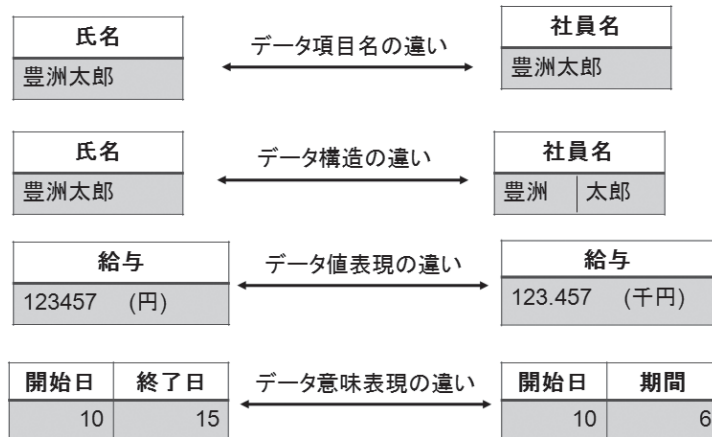 氏名
データ項目名の違い
社員名
豊洲太郎
豊洲太郎
氏名
データ構造の違い
社員名
豊洲太郎
豊洲 太郎
給与
データ値表現の違い
給与
123457 (円)
123.457 (千円)
開始日 終了日
データ意味表現の違い
開始日 期間
10 15
10 6